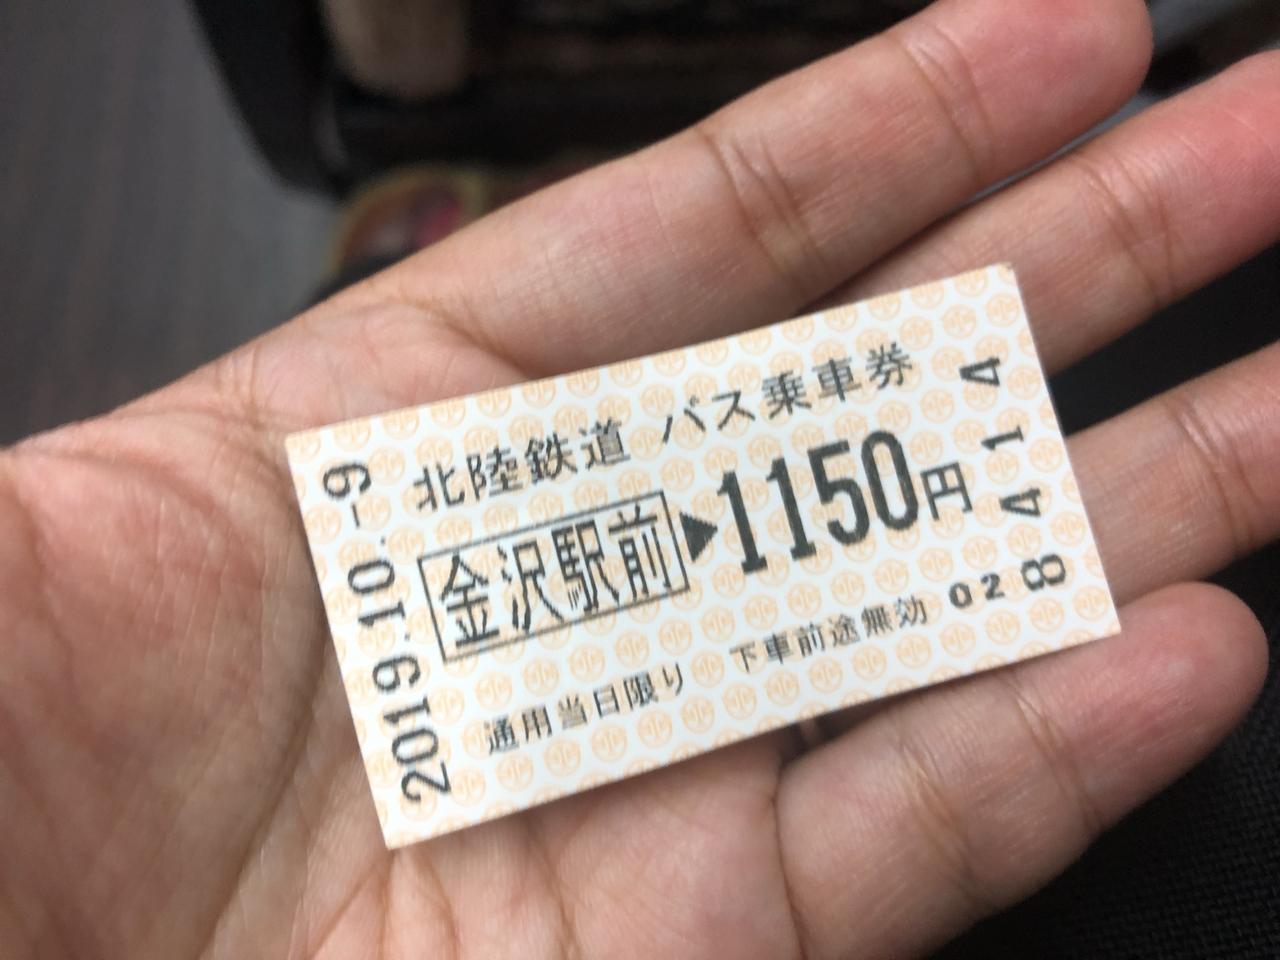 北陸鉄道 バス乗車券
金沢駅前▶1150円
通用当日限り 下車前途無効 02
2019.10.-9
8414